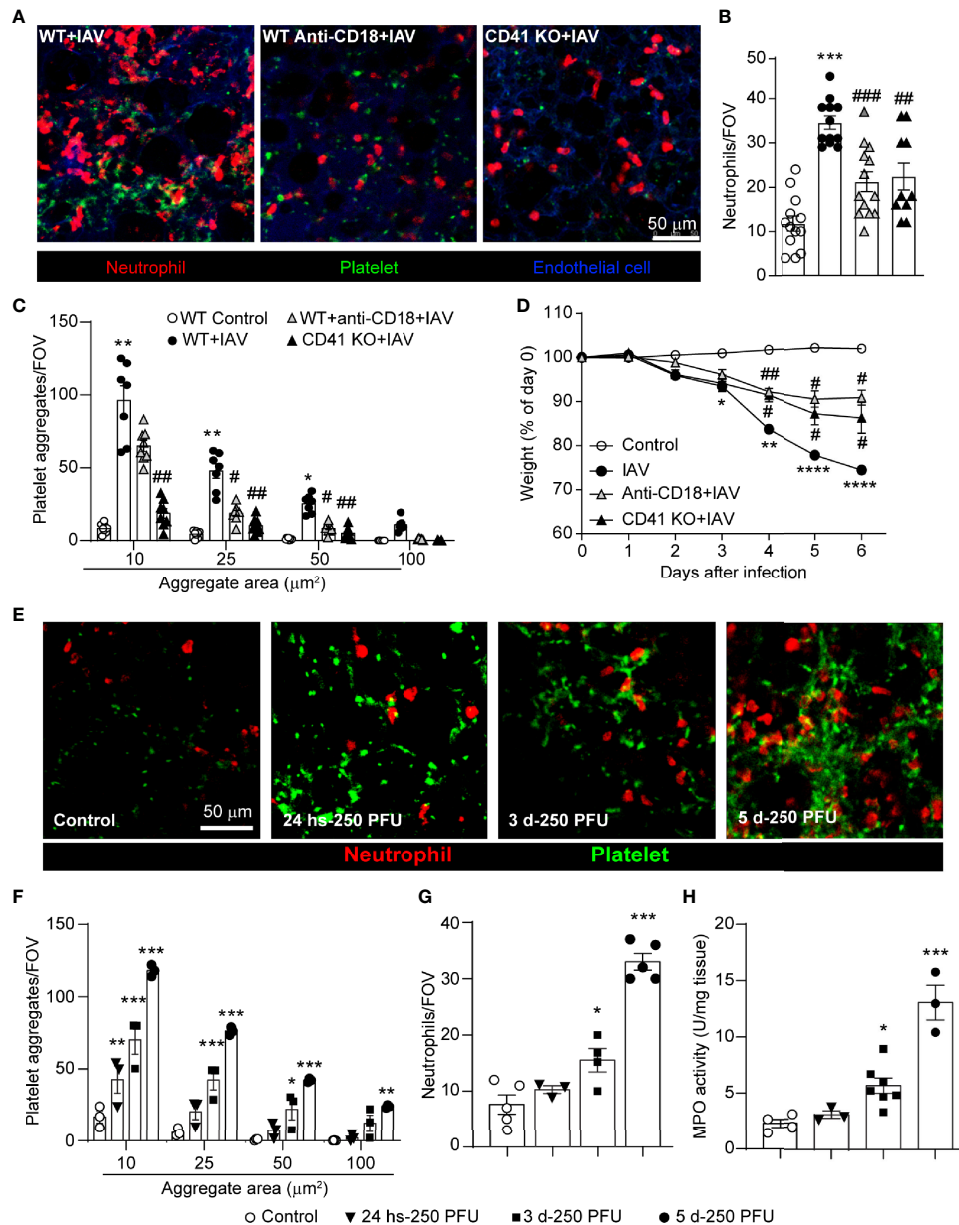 A
WT+IAV
WT Anti-CD18+IAV
CD41 KO+IAV
50 μm
Neutrophil
Platelet
Endothelial cell
B
Neutrophils/FOV
50
40
30
20
10
0
***
###
##
C
Platelet aggregates/FOV
150
100
50
0
WT Control
WT+anti-CD18+IAV
WT+IAV
CD41 KO+IAV
**
##
**
#
##
*
#
##
10
25
50
100
Aggregate area (μm²)
D
Weight (% of day 0)
100
90
80
70
60
Control
IAV
Anti-CD18+IAV
CD41 KO+IAV
*
##
#
**
#
#
****
#
#
****
0 1 2 3 4 5 6
Days after infection
E
Control
50 μm
24 hs-250 PFU
3 d-250 PFU
5 d-250 PFU
Neutrophil
Platelet
F
Platelet aggregates/FOV
150
100
50
0
**
***
***
***
***
*
***
**
10
25
50
100
Aggregate area (μm²)
G
Neutrophils/FOV
40
30
20
10
0
*
***
H
MPO activity (U/mg tissue)
20
15
10
5
0
*
***
Control
24 hs-250 PFU
3 d-250 PFU
5 d-250 PFU